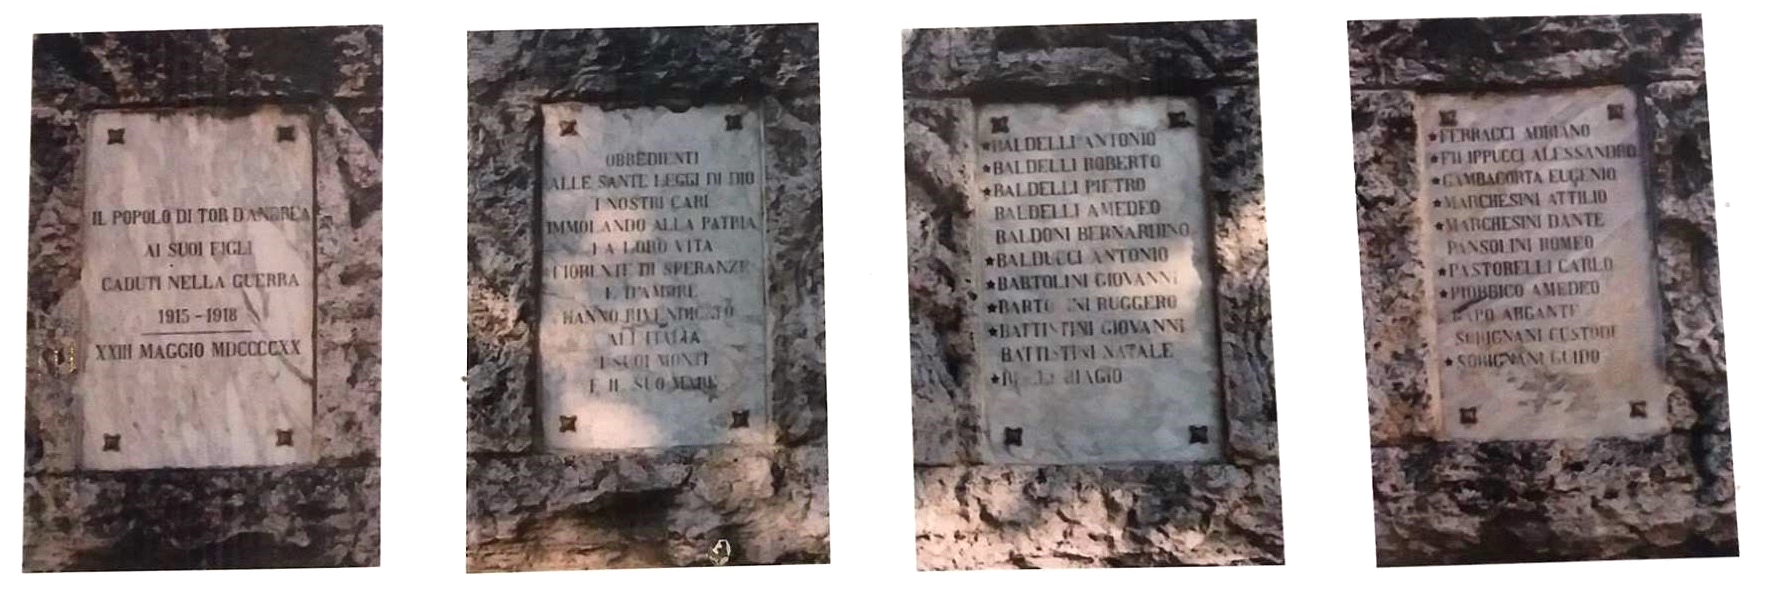 IL POPOLO DI TOR D'ANDREA
AI SUOI FIGLI
CADUTI NELLA GUERRA
1915-1918
XXIII MAGGIO MDCCCCXX
OBBEDIENTI
ALLE SANTE LEGGI DI DIO
I NOSTRI CARI
IMMOLANDO ALLA PATRIA
LA LORO VITA
FIORENTE DI SPERANZE
E D'AMORE
HANNO RIVENDICATO
ALL'ITALIA
I SUOI MONTI
E IL SUO MARE
★BALDELLI ANTONIO
★BALDELLI ROBERTO
★BALDELLI PIETRO
BALDELLI AMEDEO
BALDONI BERNARDINO
★BALDUCCI ANTONIO
★BARTOLINI GIOVANNI
★BARTOLINI RUGGERO
★BATTISTINI GIOVANNI
BATTISTINI NATALE
★ BIAGIO
★FERRACCI ADRIANO
★FILIPPUCCI ALESSANDRO
★GAMBACORTA EUGENIO
★MARCHESINI ATTILIO
★MARCHESINI DANTE
PANSOLINI ROMEO
★PASTORELLI CARLO
★PIOBBICO AMEDEO
ARGANTE
SORIGNANI CUSTODE
★SORIGNANI GUIDO